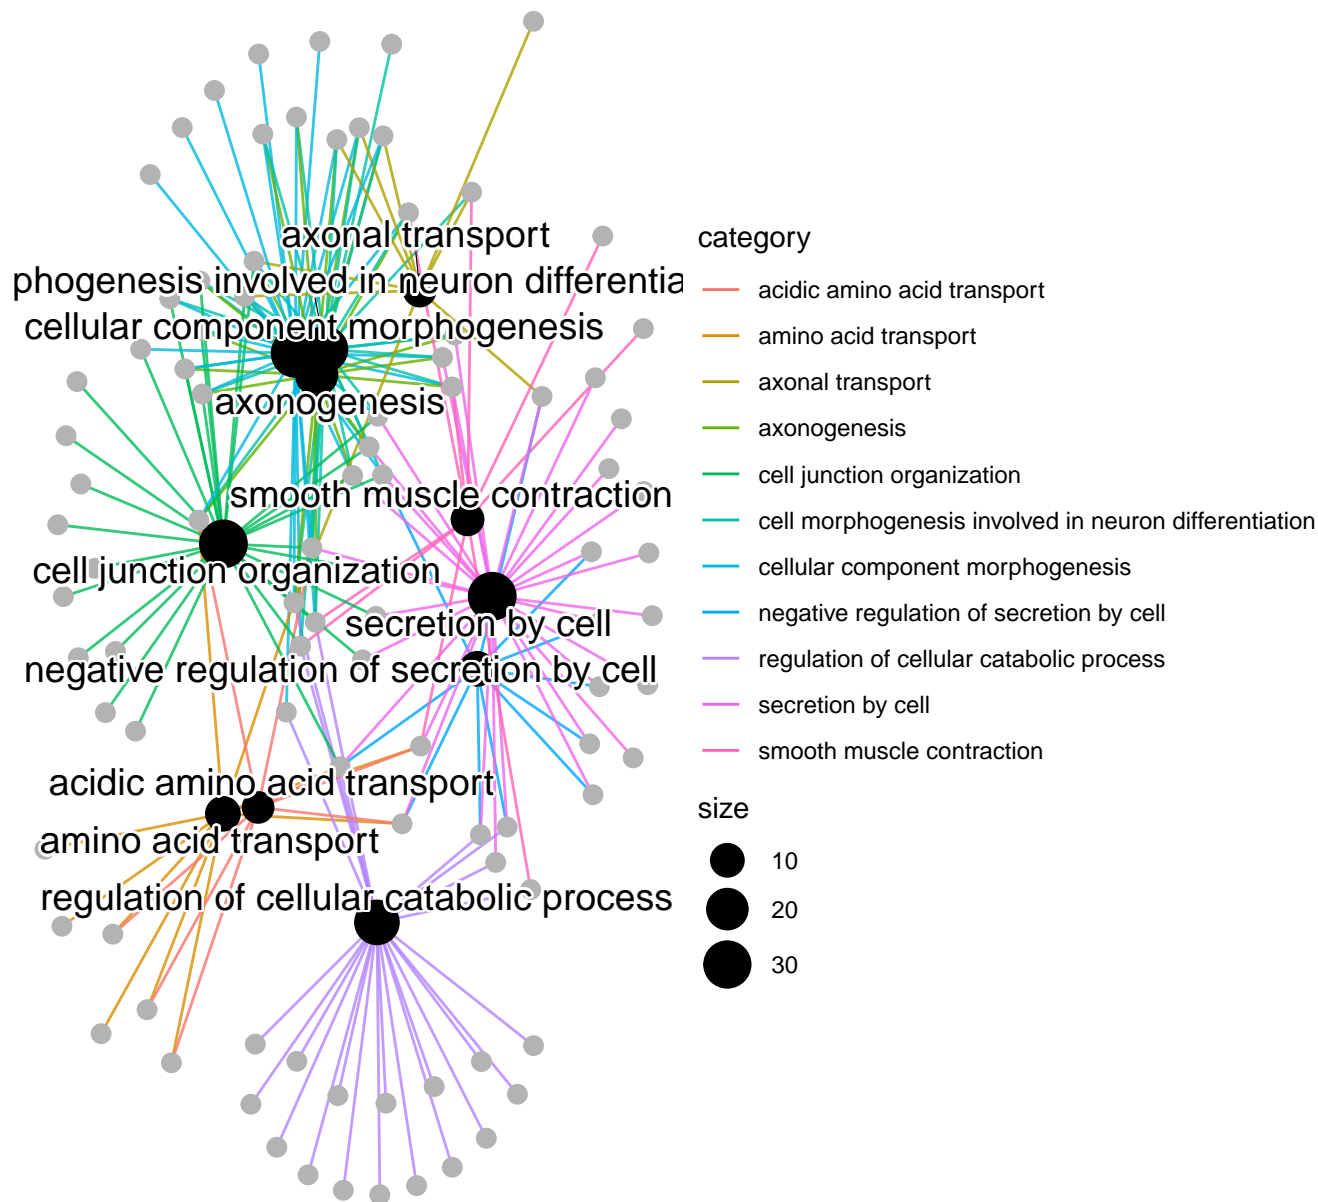 axonal transport
phogenesis involved in neuron differentia
cellular component morphogenesis
axonogenesis
smooth muscle contraction
cell junction organization
secretion by cell
negative regulation of secretion by cell
acidic amino acid transport
amino acid transport
regulation of cellular catabolic process
category
acidic amino acid transport
amino acid transport
axonal transport
axonogenesis
cell junction organization
cell morphogenesis involved in neuron differentiation
cellular component morphogenesis
negative regulation of secretion by cell
regulation of cellular catabolic process
secretion by cell
smooth muscle contraction
size
10
20
30